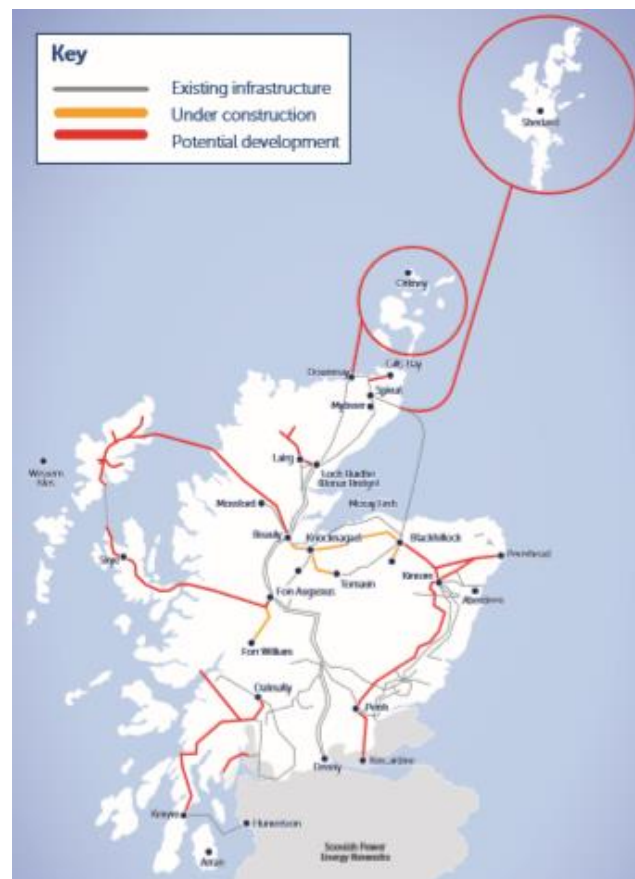 Key
Existing infrastructure
Under construction
Potential development
Shetland
Orkney
Dounreay
Spittal
Mybster
Lairg
Loch Buidhe
Western
Isles
Mossford
Moray Firth
Beauly
Knocknagael
Blackhillock
Peterhead
Skye
Tomatin
Kintore
Fort Augustus
Aberdeen
Fort William
Dalmally
Perth
Denny
Kincardine
Hunterston
Arran
Scottish Power
Energy Networks